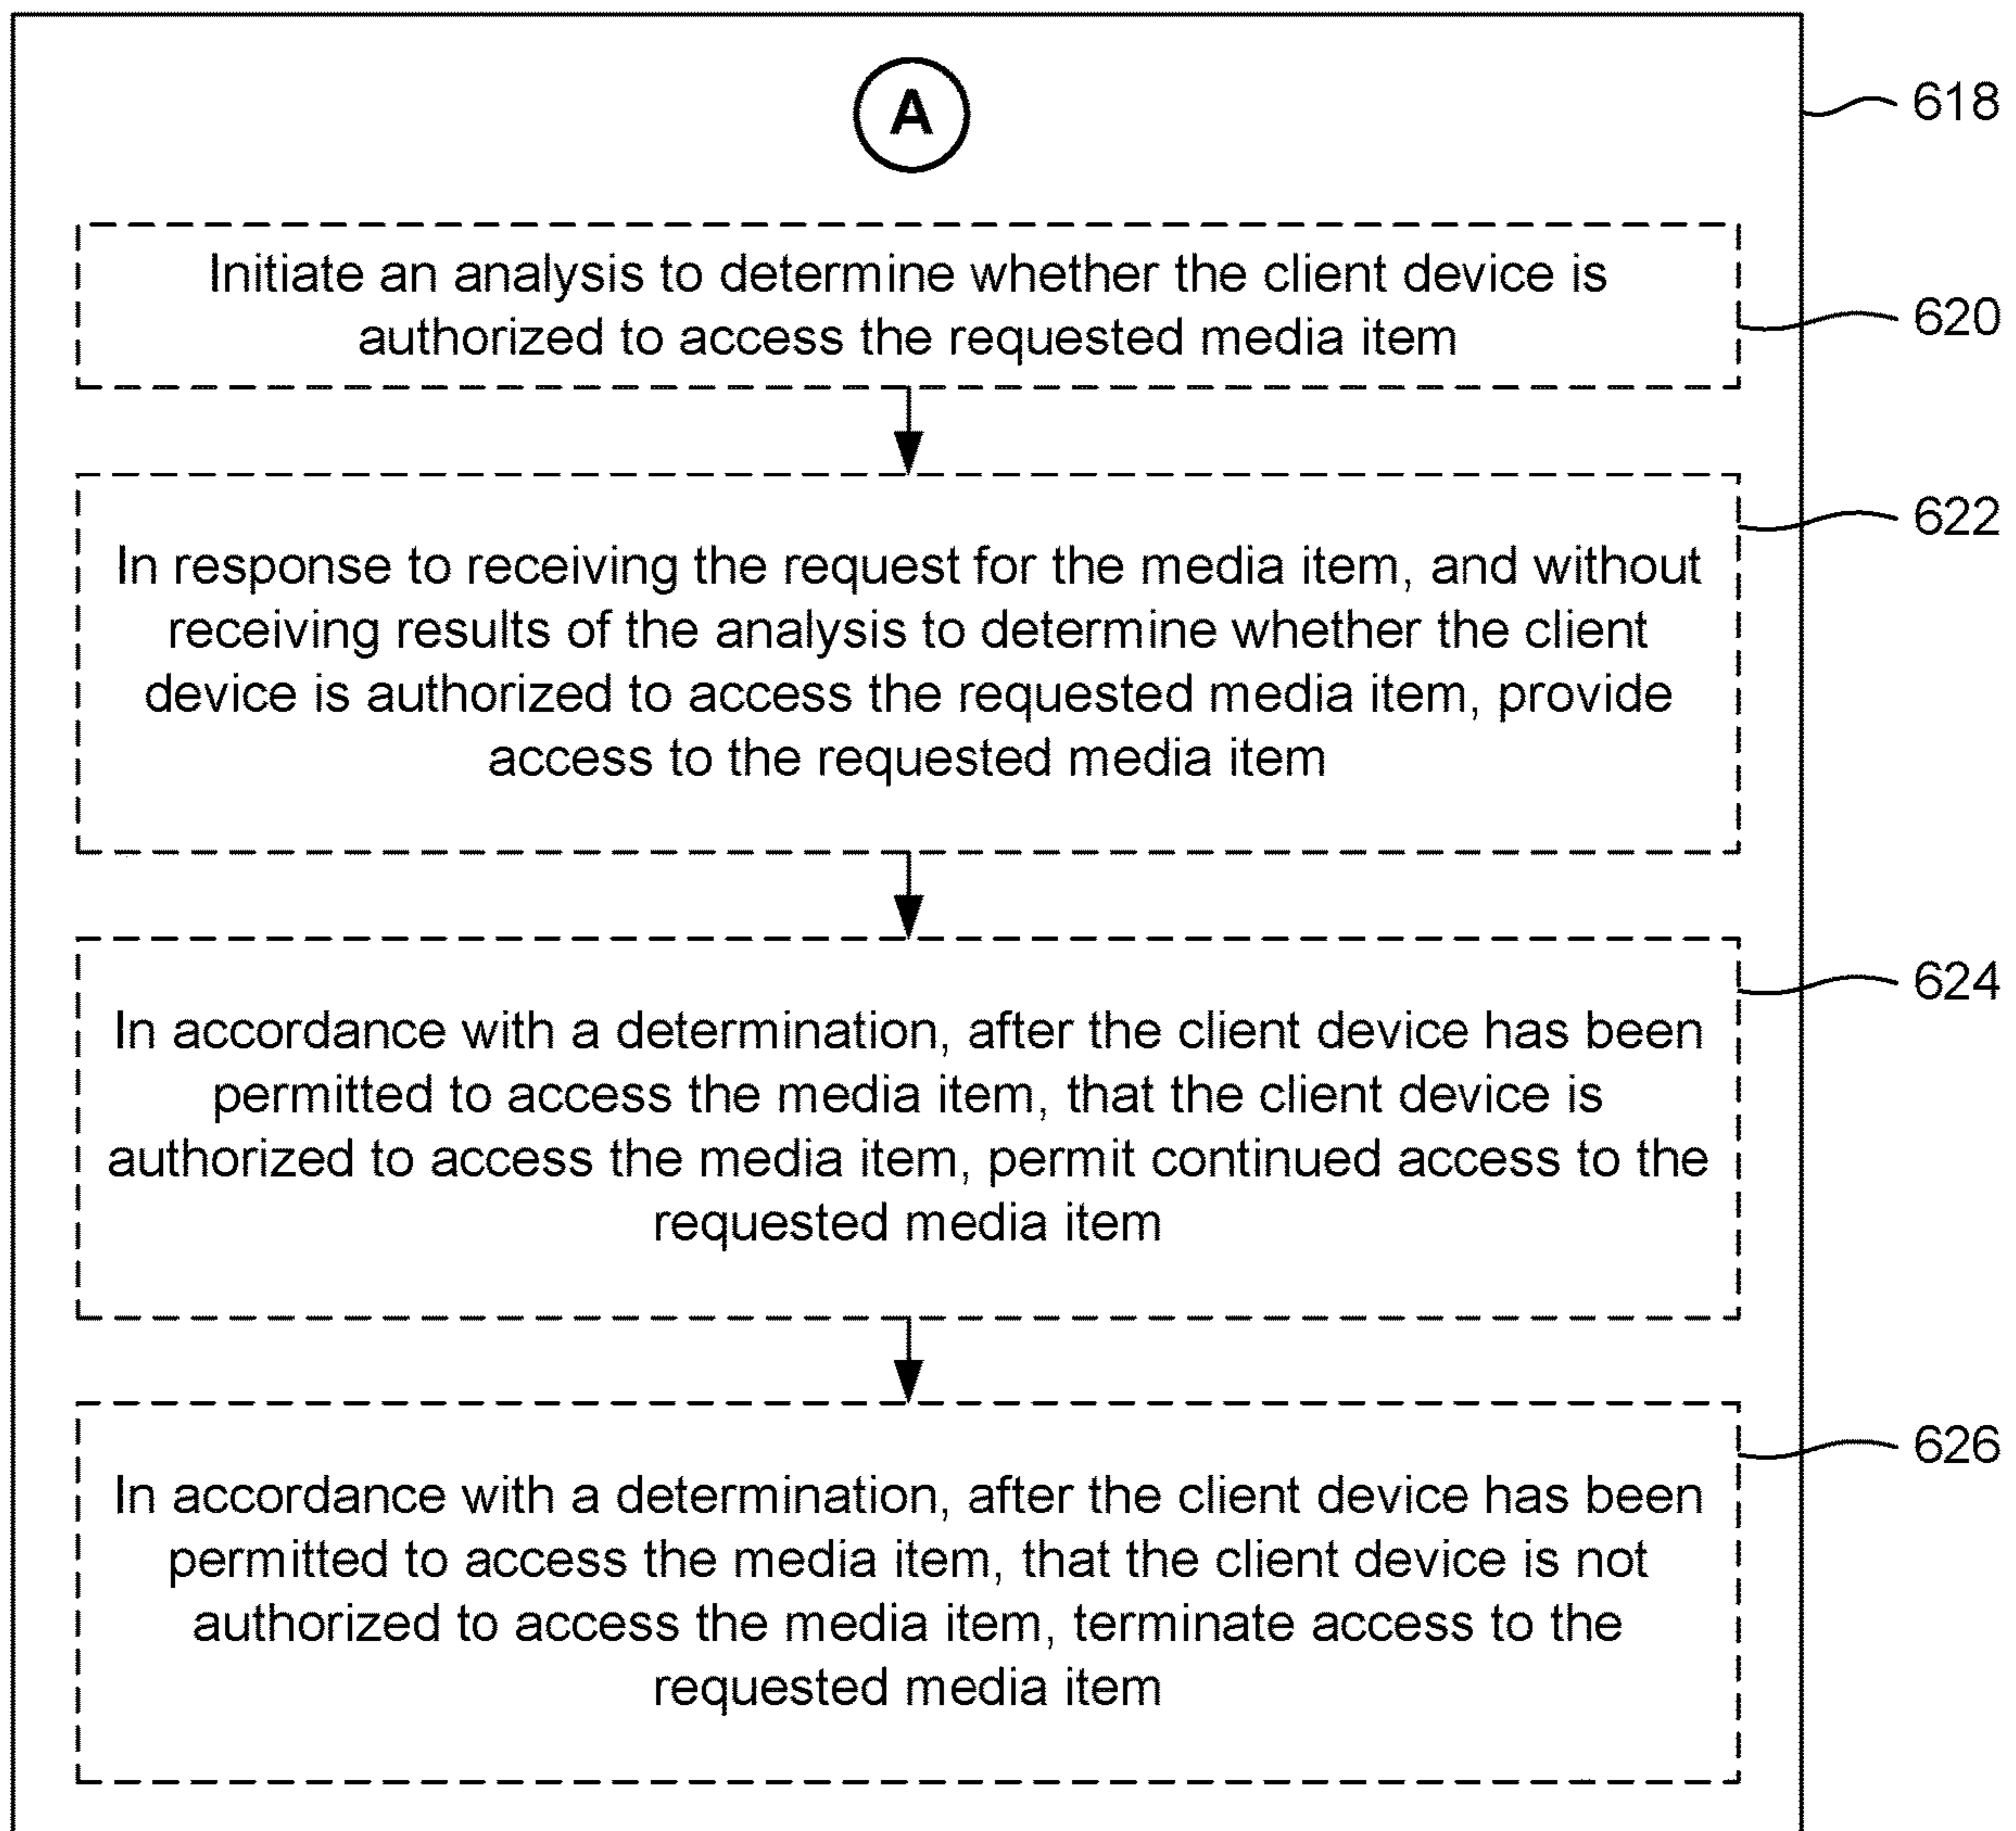 A
618
Initiate an analysis to determine whether the client device is
authorized to access the requested media item
620
622
In response to receiving the request for the media item, and without
receiving results of the analysis to determine whether the client
device is authorized to access the requested media item, provide
access to the requested media item
624
In accordance with a determination, after the client device has been
permitted to access the media item, that the client device is
authorized to access the media item, permit continued access to the
requested media item
626
In accordance with a determination, after the client device has been
permitted to access the media item, that the client device is not
authorized to access the media item, terminate access to the
requested media item